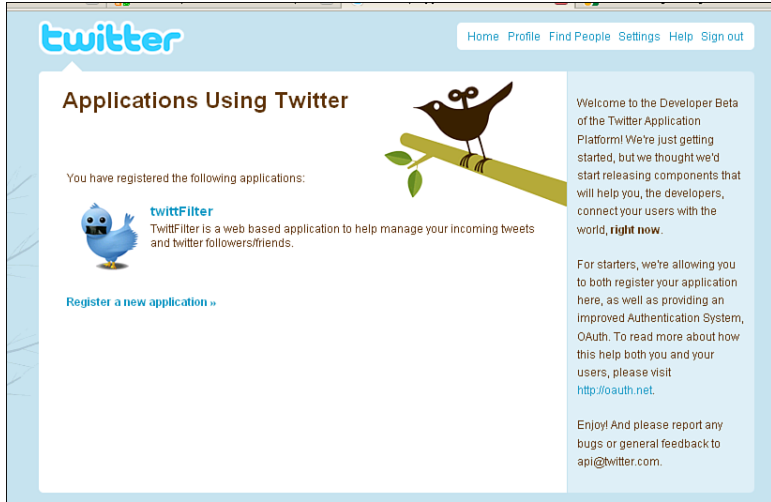 twitter
Home Profile Find People Settings Help Sign out
Applications Using Twitter
You have registered the following applications:
twittFilter
TwittFilter is a web based application to help manage your incoming tweets
and twitter followers/friends.
Register a new application »
Welcome to the Developer Beta
of the Twitter Application
Platform! We're just getting
started, but we thought we'd
start releasing components that
will help you, the developers,
connect your users with the
world, right now.
For starters, we're allowing you
to both register your application
here, as well as providing an
improved Authentication System,
OAuth. To read more about how
this help both you and your
users, please visit
http://oauth.net.
Enjoy! And please report any
bugs or general feedback to
api@twitter.com.